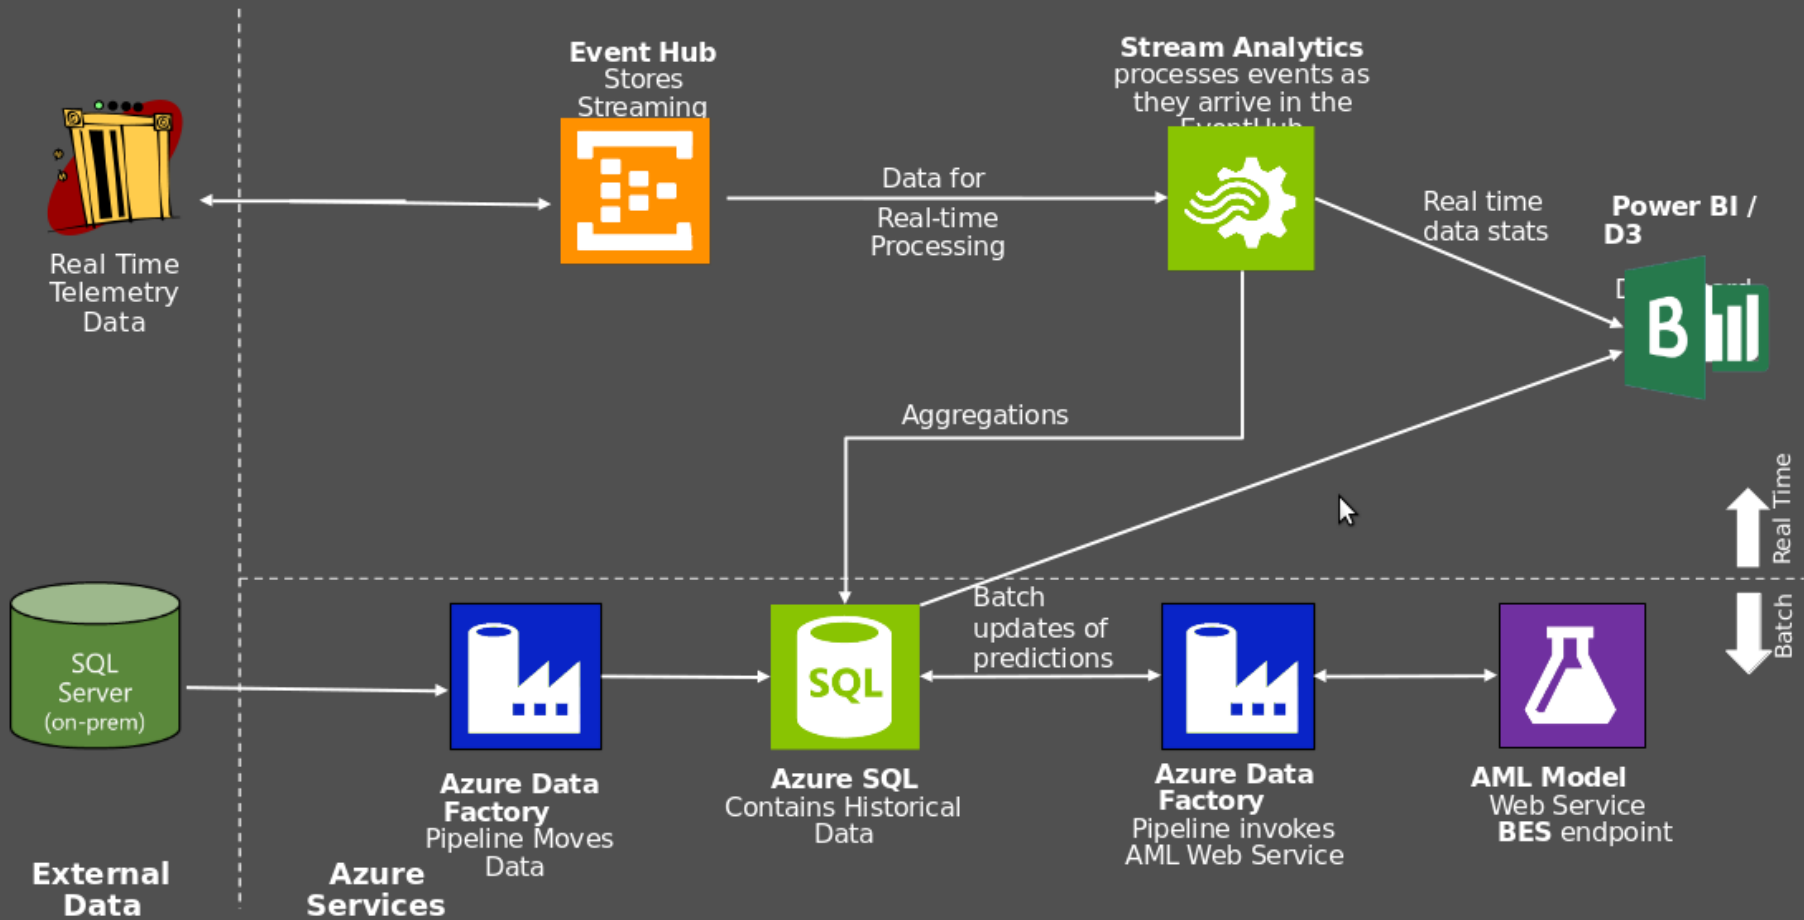 Event Hub
Stores
Streaming
Stream Analytics
processes events as
they arrive in the
EventHub
Real Time
Telemetry
Data
Data for
Real-time
Processing
Real time
data stats
Power BI /
D3
B
Aggregations
Real Time
Batch
SQL
Server
(on-prem)
SQL
Batch
updates of
predictions
Azure Data
Factory
Pipeline Moves
Data
Azure SQL
Contains Historical
Data
Azure Data
Factory
Pipeline invokes
AML Web Service
AML Model
Web Service
BES endpoint
External
Data
Azure
Services